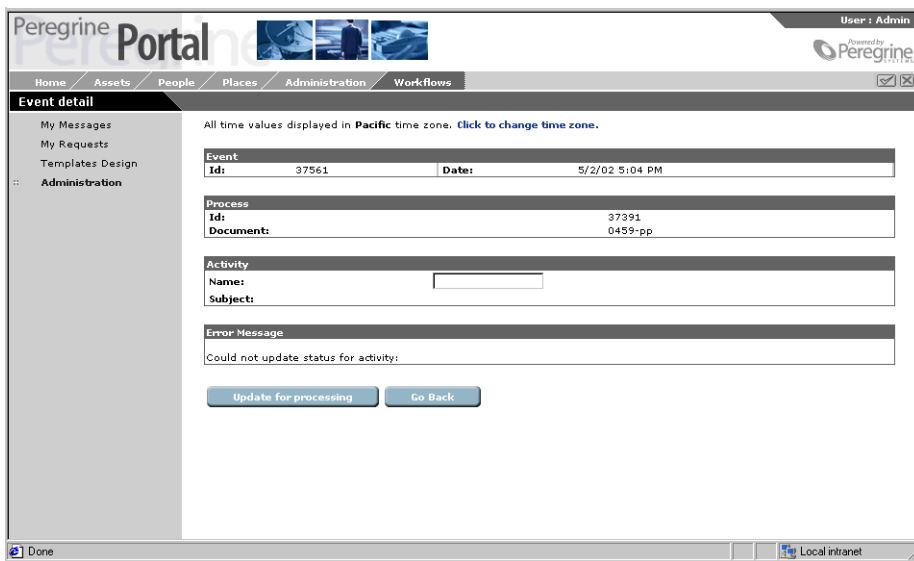 Peregrine Portal
User : Admin
Powered by
Peregrine
SYSTEMS
Home Assets People Places Administration Workflows
Event detail
My Messages
My Requests
Templates Design
Administration
All time values displayed in Pacific time zone. Click to change time zone.
Event
Id: 37561 Date: 5/2/02 5:04 PM
Process
Id: 37391
Document: 0459-pp
Activity
Name:
Subject:
Error Message
Could not update status for activity:
Update for processing Go Back
Done Local intranet